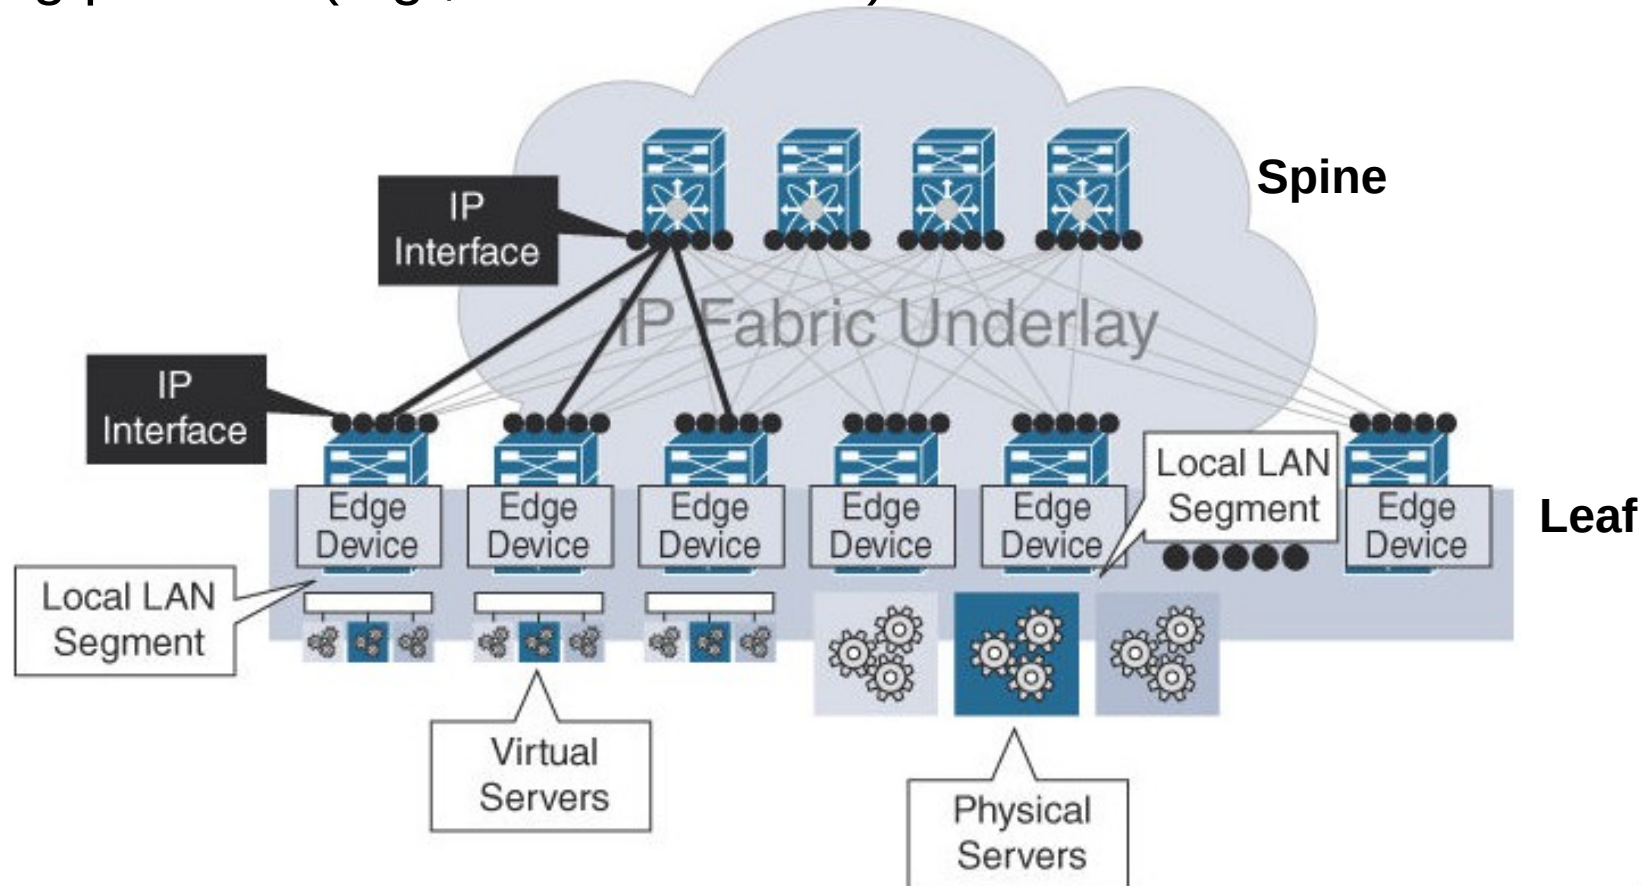 Spine
IP
Interface
IP Fabric Underlay
IP
Interface
Local LAN
Segment
Leaf
Edge
Device
Edge
Device
Edge
Device
Edge
Device
Edge
Device
Edge
Device
Local LAN
Segment
Virtual
Servers
Physical
Servers